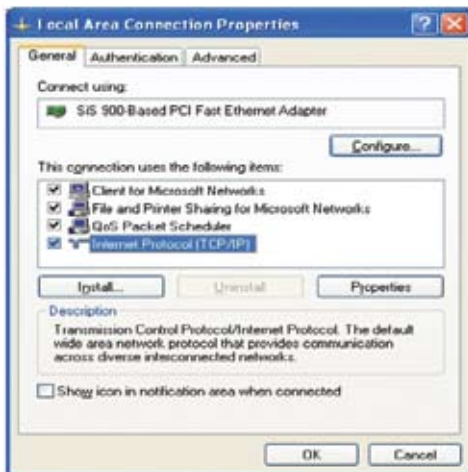 Local Area Connection Properties
General Authentication Advanced
Connect using:
SiS 900-Based PCI Fast Ethernet Adapter
Configure...
This connection uses the following items:
Client for Microsoft Networks
File and Printer Sharing for Microsoft Networks
QoS Packet Scheduler
Internet Protocol (TCP/IP)
Install... Uninstall Properties
Description
Transmission Control Protocol/Internet Protocol. The default
wide area network protocol that provides communication
across diverse interconnected networks.
Show icon in notification area when connected
OK Cancel